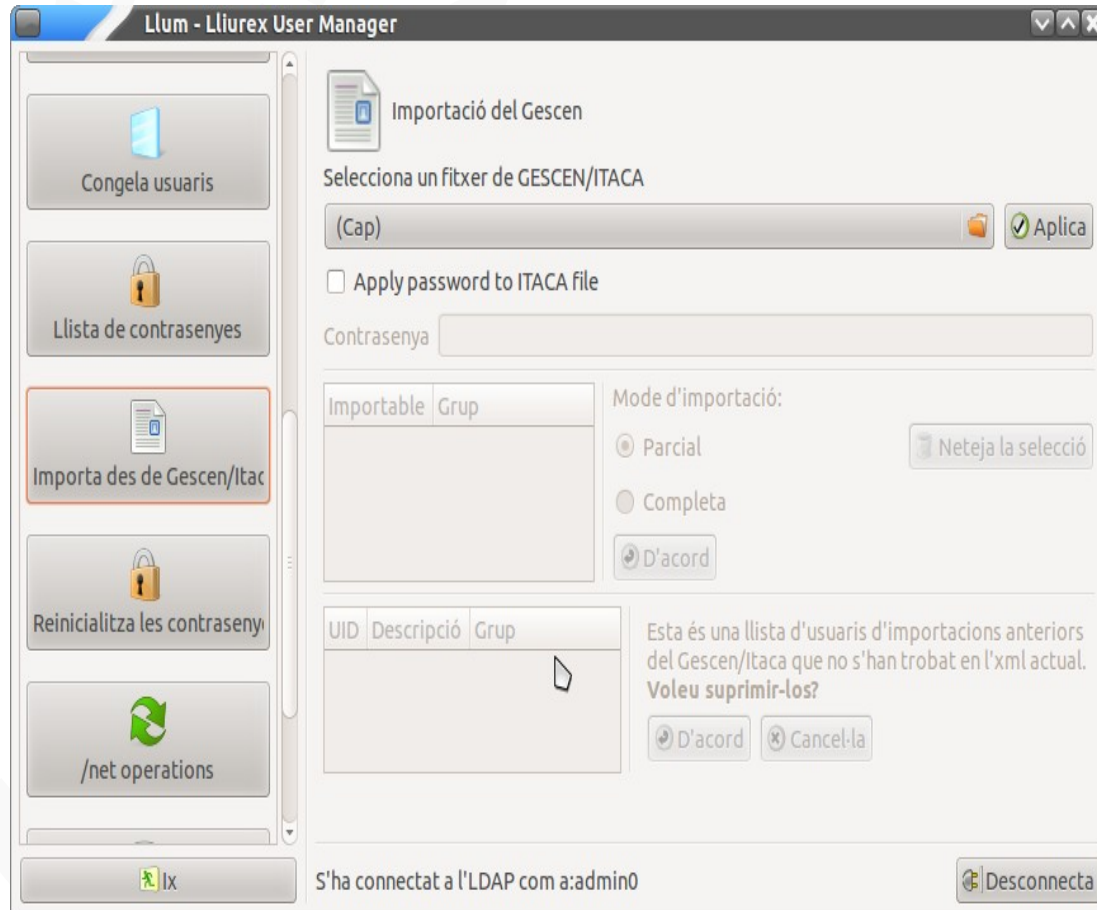 Llum - Lliurex User Manager
Congela usuaris
Llista de contrasenyes
Importa des de Gescen/Itac
Reinicialitza les contraseny
/net operations
Ix
Importació del Gescen
Selecciona un fitxer de GESCEN/ITACA
(Cap)
Aplica
Apply password to ITACA file
Contrasenya
Importable Grup
Mode d'importació:
Parcial
Neteja la selecció
Completa
D'acord
UID Descripció Grup
Esta és una llista d'usuaris d'importacions anteriors
del Gescen/Itaca que no s'han trobat en l'xml actual.
Voleu suprimir-los?
D'acord
Cancel·la
S'ha connectat a l'LDAP com a:admin0
Desconnecta